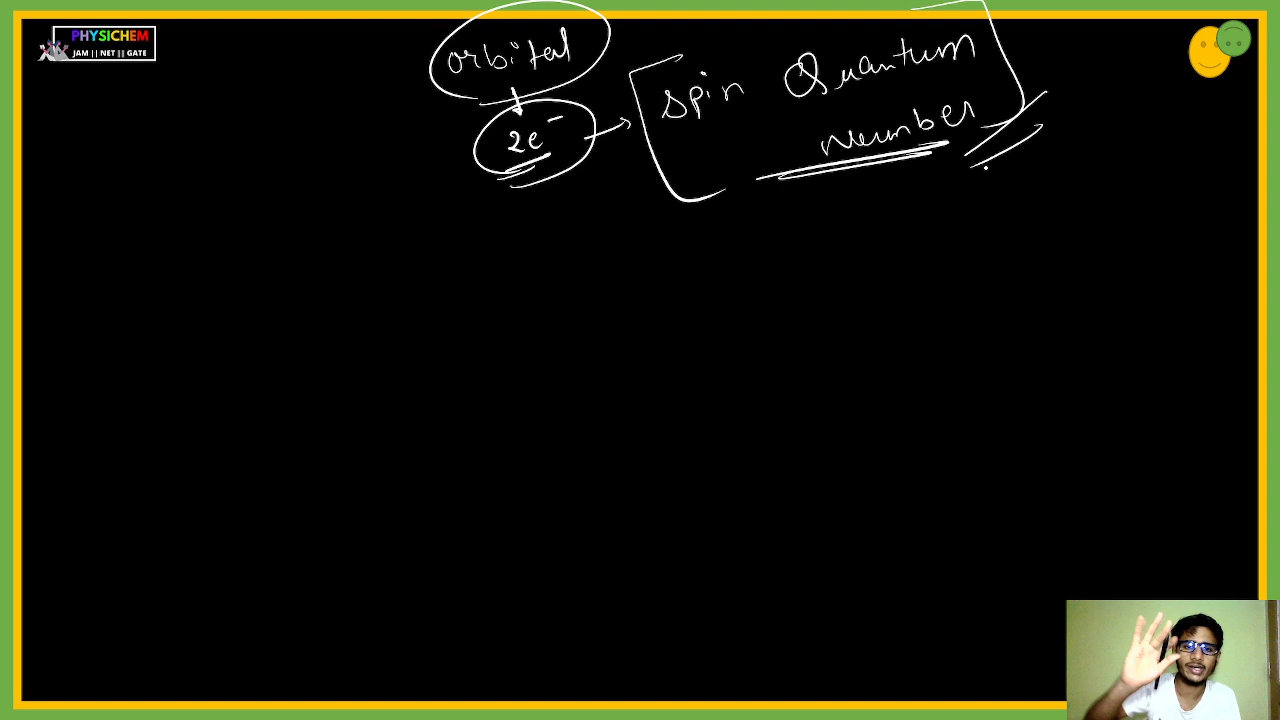 PHYSICHEM
JAM || NET || GATE
orbital
2e⁻
Spin Quantum
Number